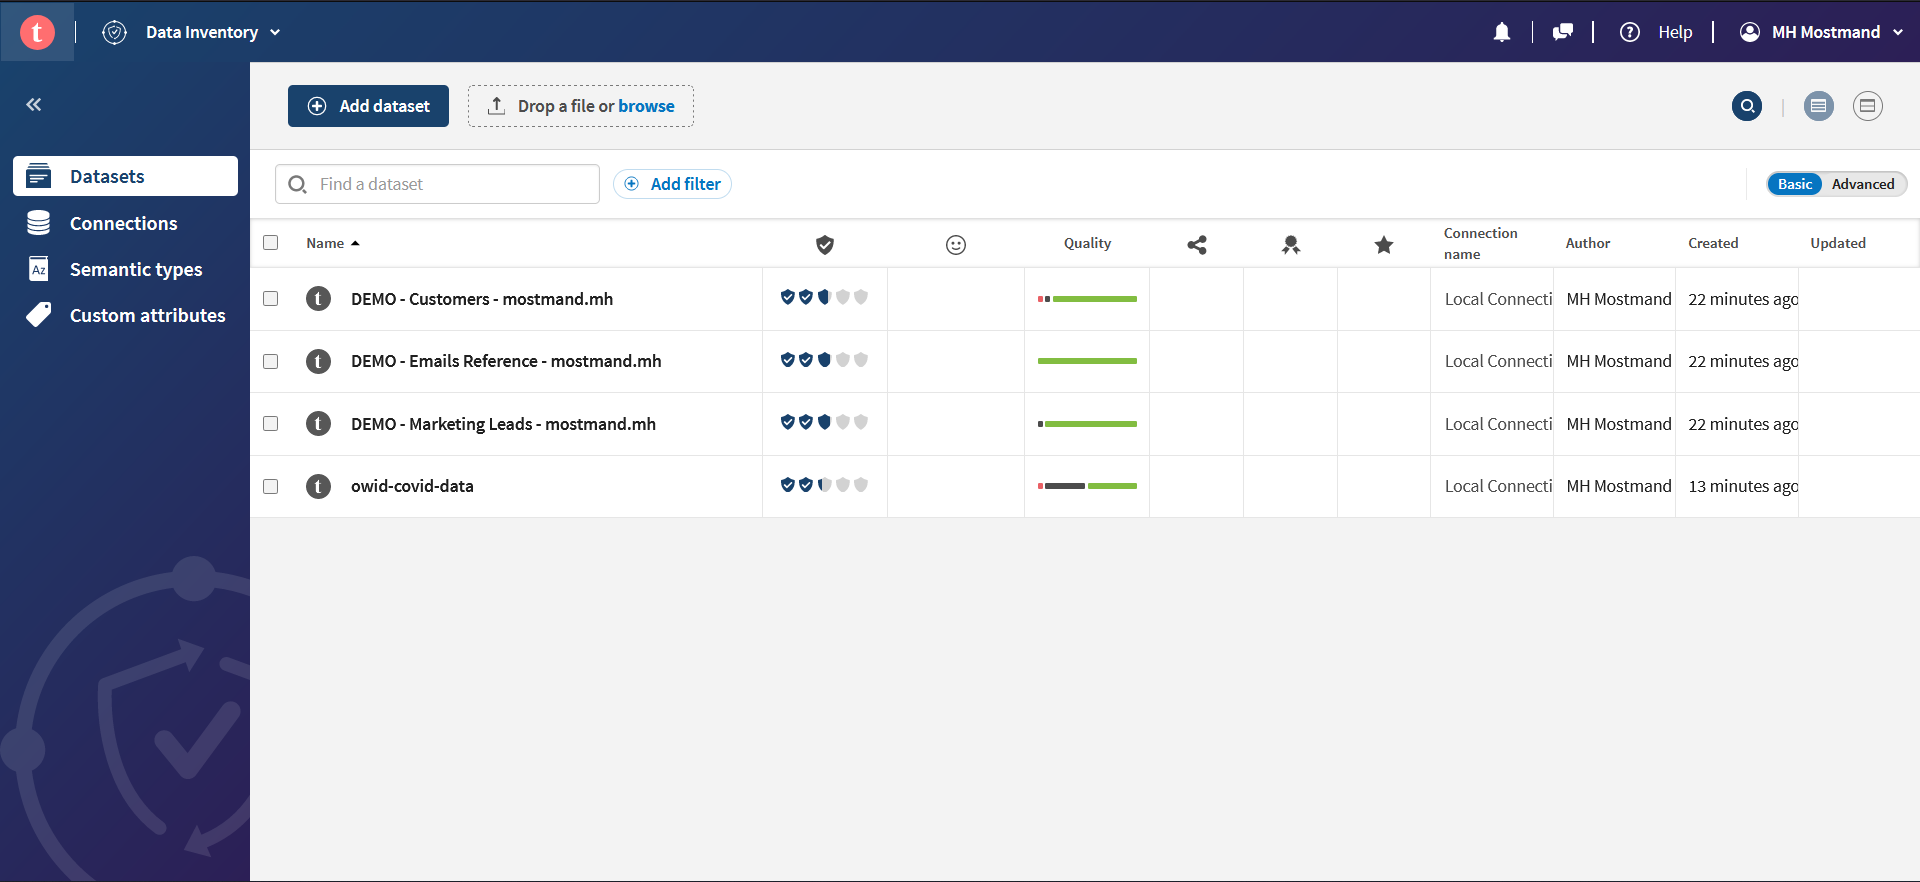 t
Data Inventory
Help
MH Mostmand
Add dataset
Drop a file or browse
Datasets
Connections
Semantic types
Custom attributes
Find a dataset
Add filter
Basic
Advanced
Name
Quality
Connection
name
Author
Created
Updated
t DEMO - Customers - mostmand.mh Local Connecti MH Mostmand 22 minutes ago
t DEMO - Emails Reference - mostmand.mh Local Connecti MH Mostmand 22 minutes ago
t DEMO - Marketing Leads - mostmand.mh Local Connecti MH Mostmand 22 minutes ago
t owid-covid-data Local Connecti MH Mostmand 13 minutes ago
Az